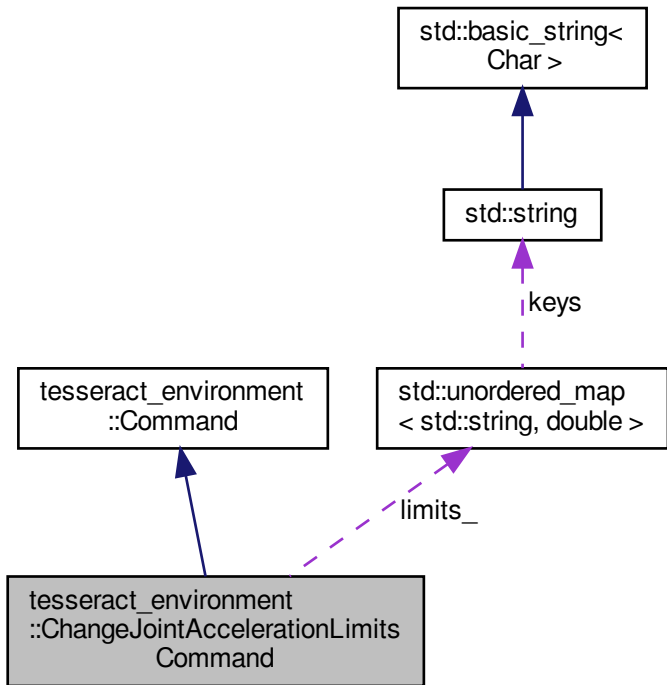 std::basic_string<
Char >
std::string
keys
tesseract_environment
::Command
std::unordered_map
< std::string, double >
limits_
tesseract_environment
::ChangeJointAccelerationLimits
Command